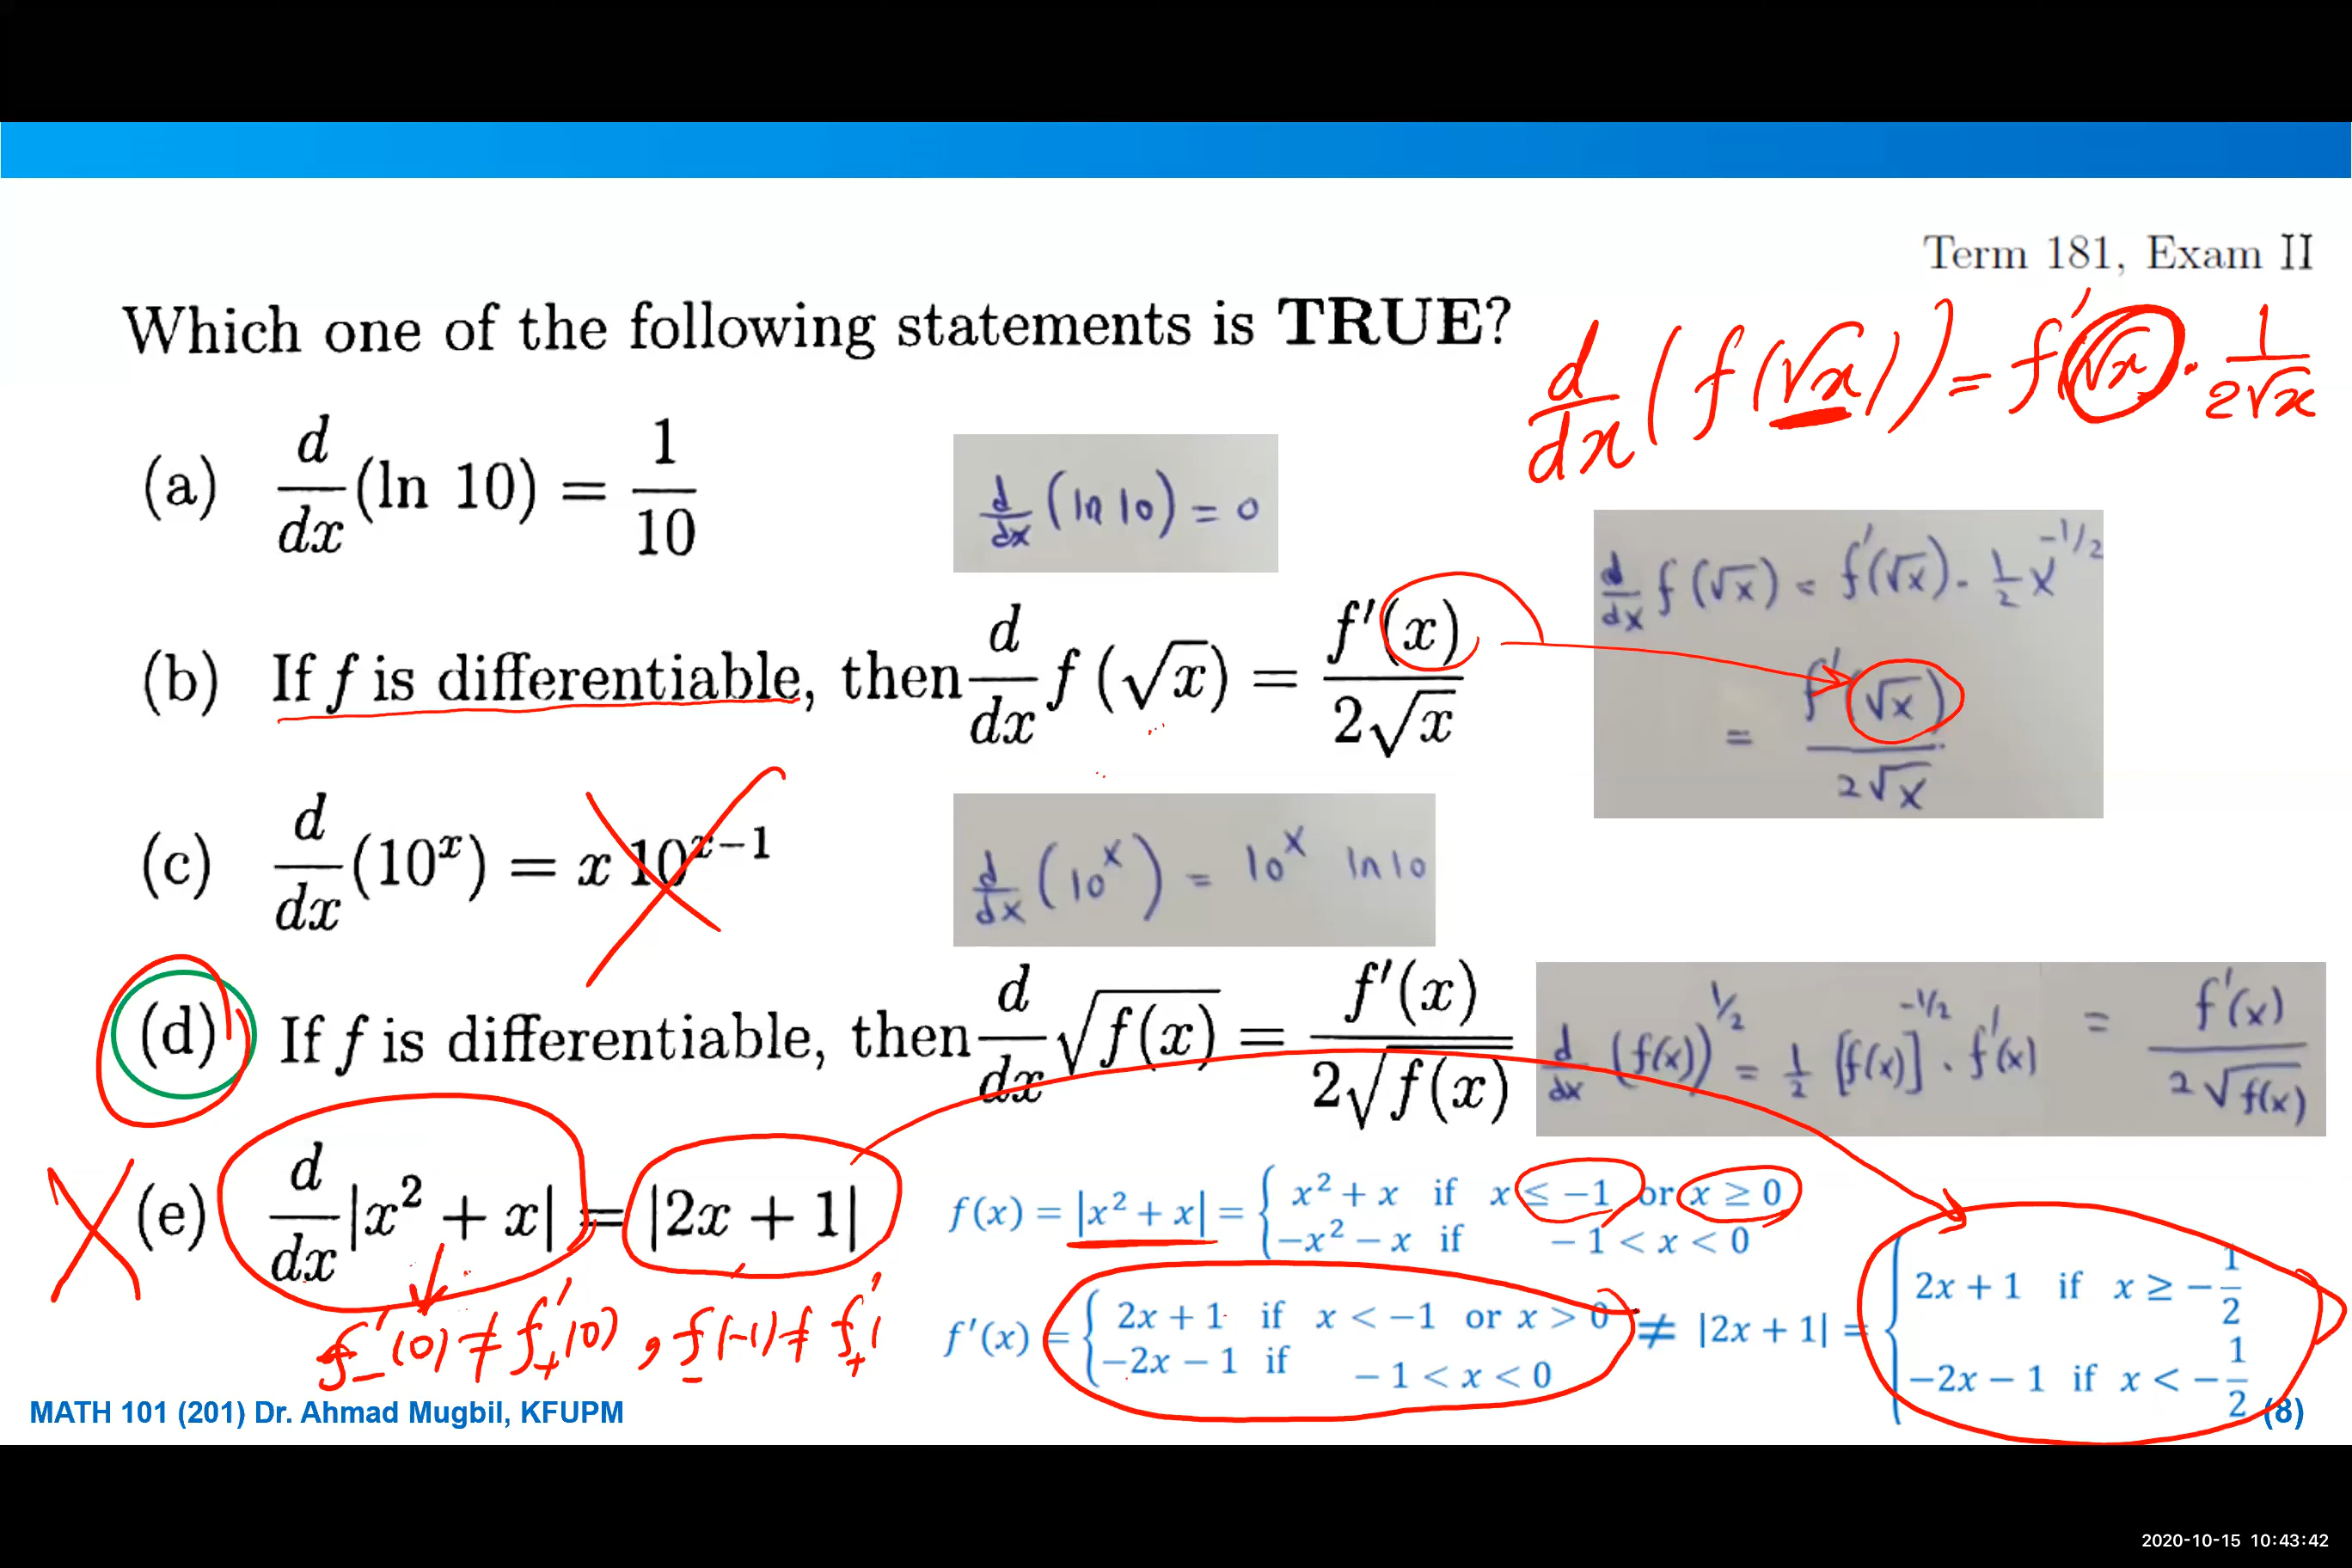 Term 181, Exam II
Which one of the following statements is TRUE?
d/dx (f(√x)) = f'(√x) · 1/(2√x)
(a) d/dx (ln 10) = 1/10
d/dx (ln 10) = 0
(b) If f is differentiable, then d/dx f(√x) = f'(x)/(2√x)
d/dx f(√x) = f'(√x) · 1/2 x^(-1/2)
= f'(√x)/(2√x)
(c) d/dx (10^x) = x 10^(x−1)
d/dx (10^x) = 10^x ln 10
(d) If f is differentiable, then d/dx √f(x) = f'(x)/(2√f(x))
d/dx (f(x))^(1/2) = 1/2 [f(x)]^(-1/2) · f'(x) = f'(x)/(2√f(x))
(e) d/dx |x² + x| = |2x + 1|
f(x) = |x² + x| = { x² + x if x ≤ −1 or x ≥ 0
−x² − x if −1 < x < 0
f'(x) = { 2x + 1 if x < −1 or x > 0
−2x − 1 if −1 < x < 0
≠ |2x + 1| = { 2x + 1 if x ≥ −1/2
−2x − 1 if x < −1/2
f'₋(0) ≠ f'₊(0) , f₋(-1) ≠ f'₊(
MATH 101 (201) Dr. Ahmad Mugbil, KFUPM
(8)
2020-10-15 10:43:42